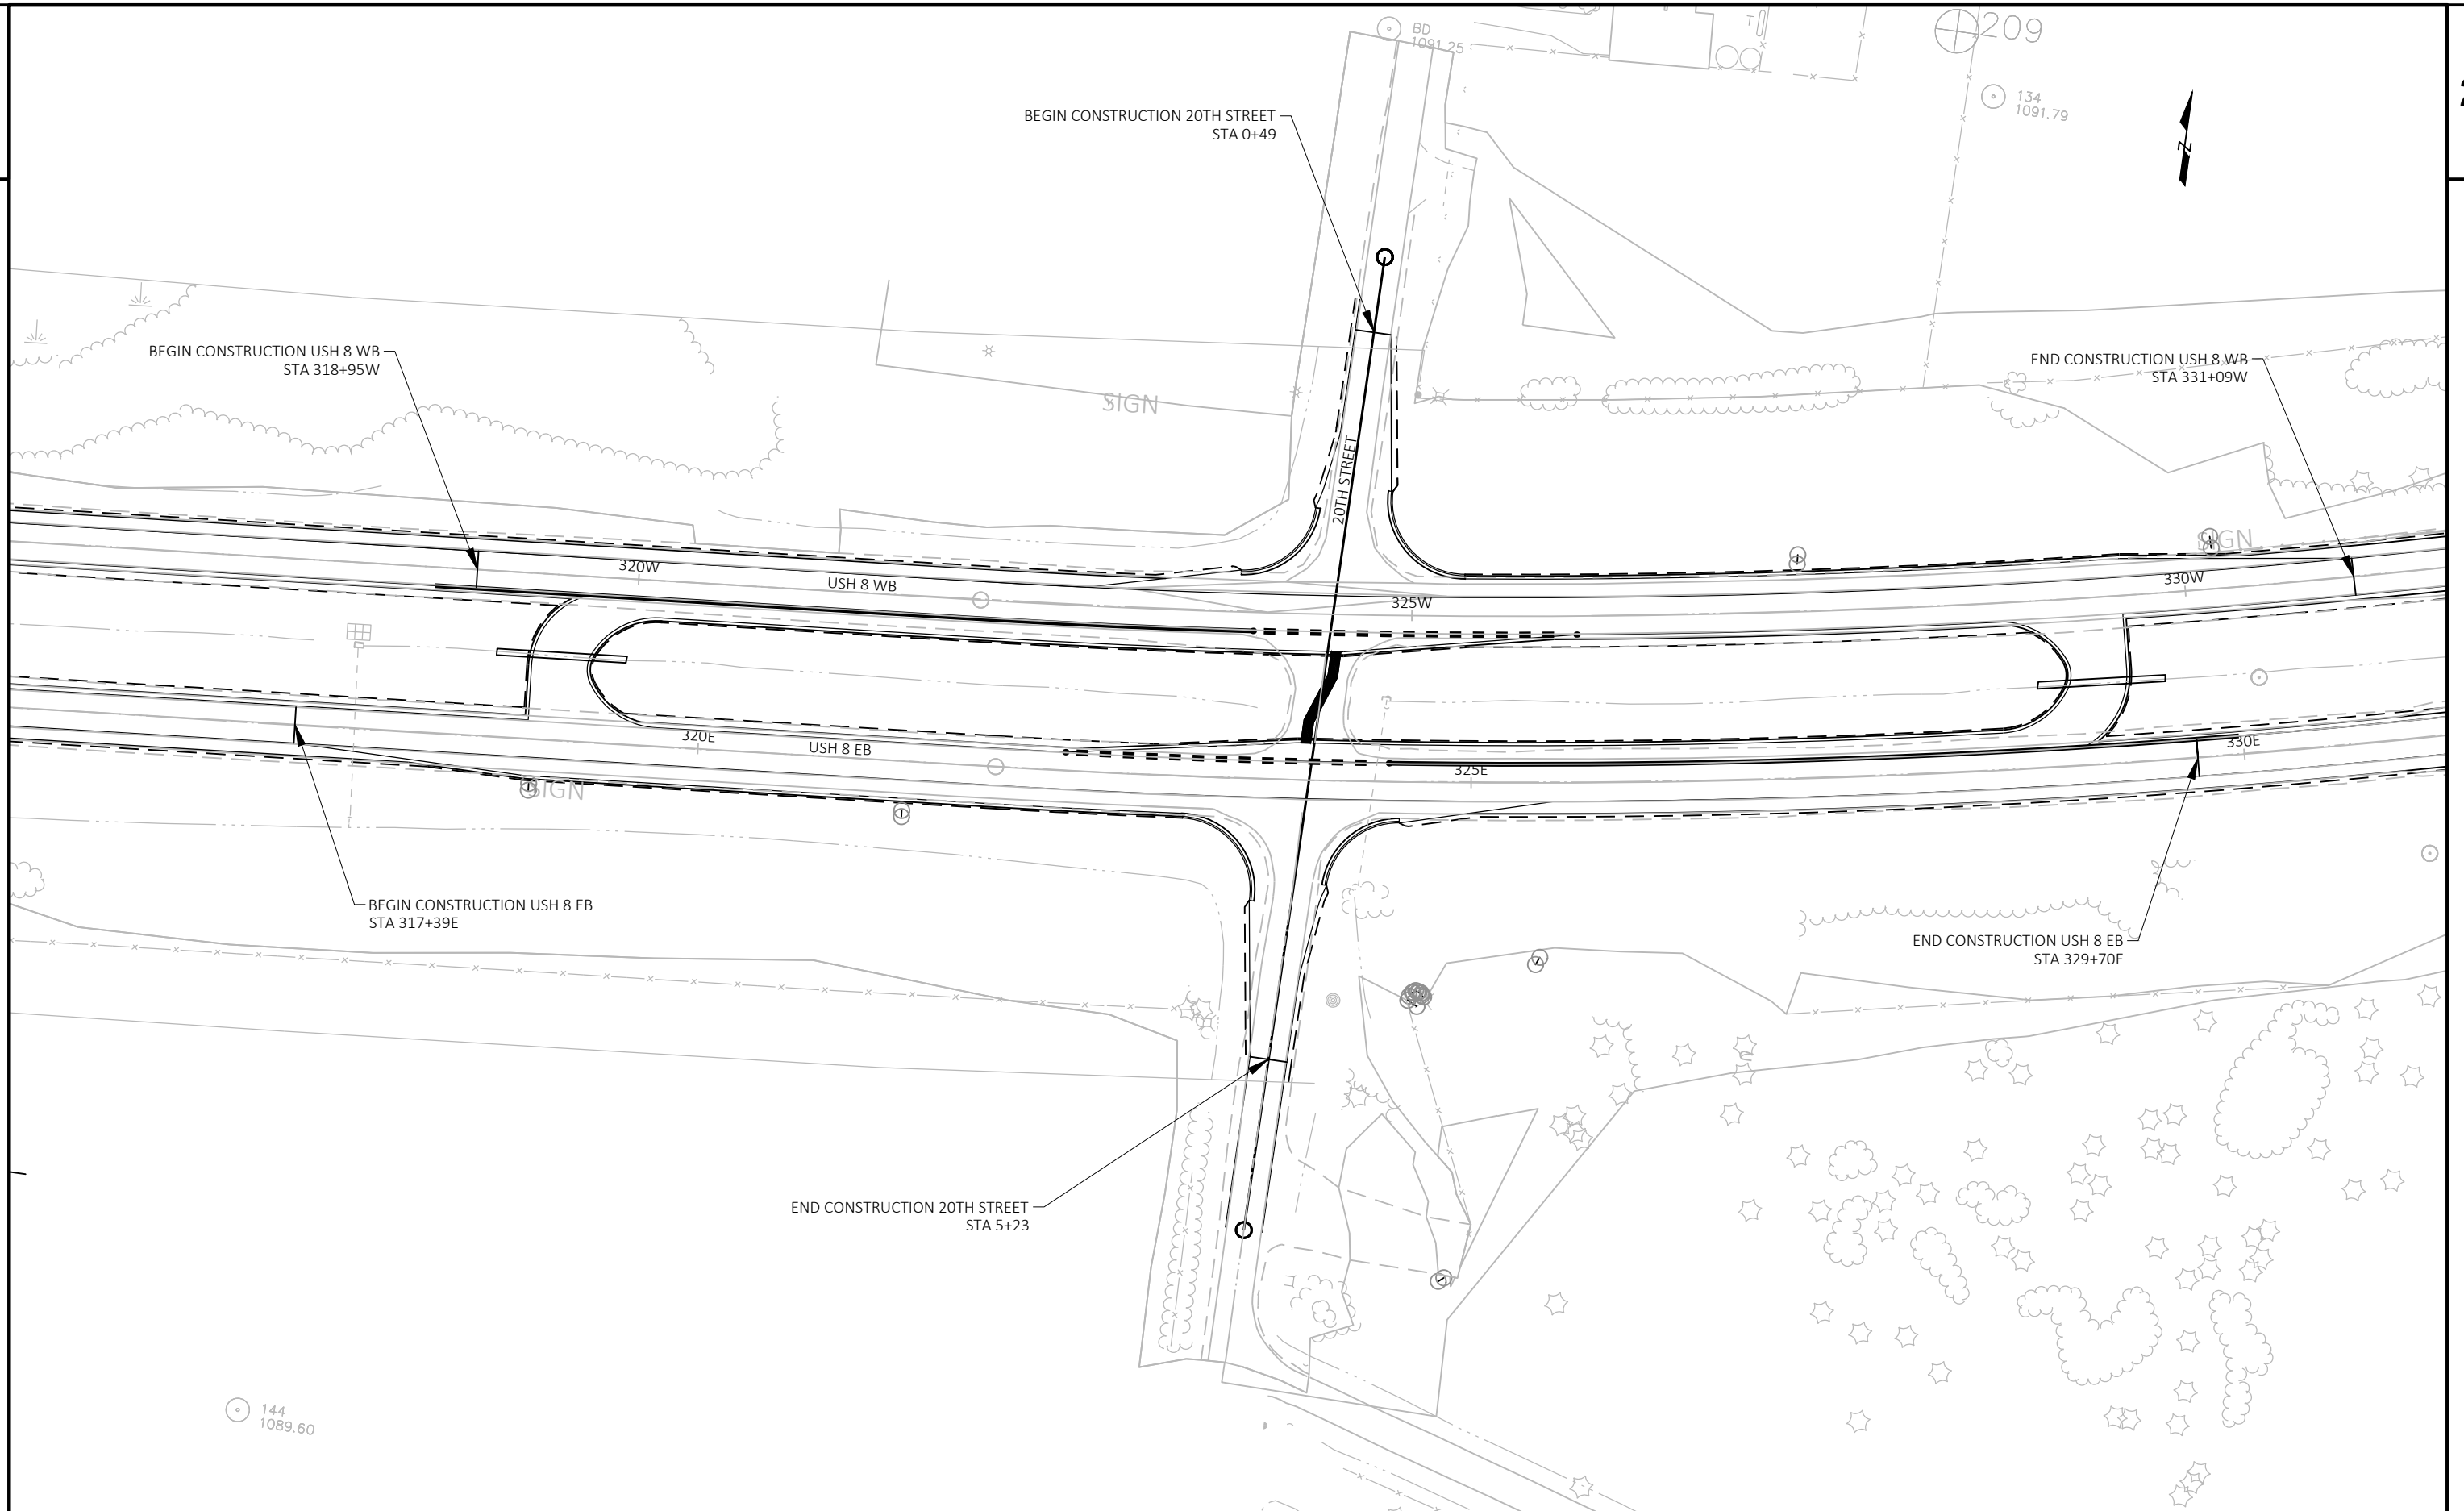 BD
1091.25
T
209
2
134
1091.79
N
BEGIN CONSTRUCTION 20TH STREET
STA 0+49
BEGIN CONSTRUCTION USH 8 WB
STA 318+95W
END CONSTRUCTION USH 8 WB
STA 331+09W
SIGN
20TH STREET
SIGN
320W
USH 8 WB
325W
330W
320E
USH 8 EB
325E
330E
SIGN
BEGIN CONSTRUCTION USH 8 EB
STA 317+39E
END CONSTRUCTION USH 8 EB
STA 329+70E
END CONSTRUCTION 20TH STREET
STA 5+23
144
1089.60